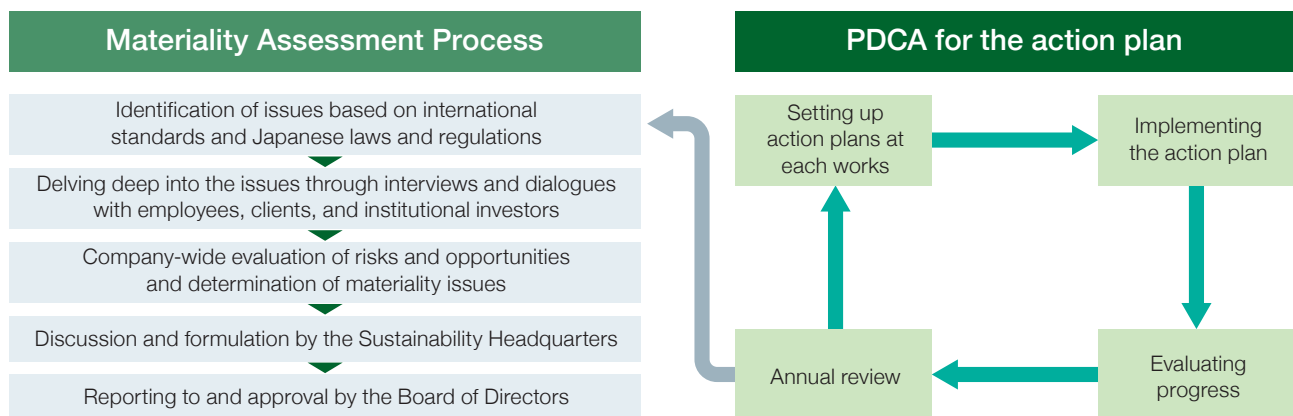 Materiality Assessment Process
Identification of issues based on international
standards and Japanese laws and regulations
Delving deep into the issues through interviews and dialogues
with employees, clients, and institutional investors
Company-wide evaluation of risks and opportunities
and determination of materiality issues
Discussion and formulation by the Sustainability Headquarters
Reporting to and approval by the Board of Directors
PDCA for the action plan
Setting up
action plans at
each works
Implementing
the action plan
Annual review
Evaluating
progress